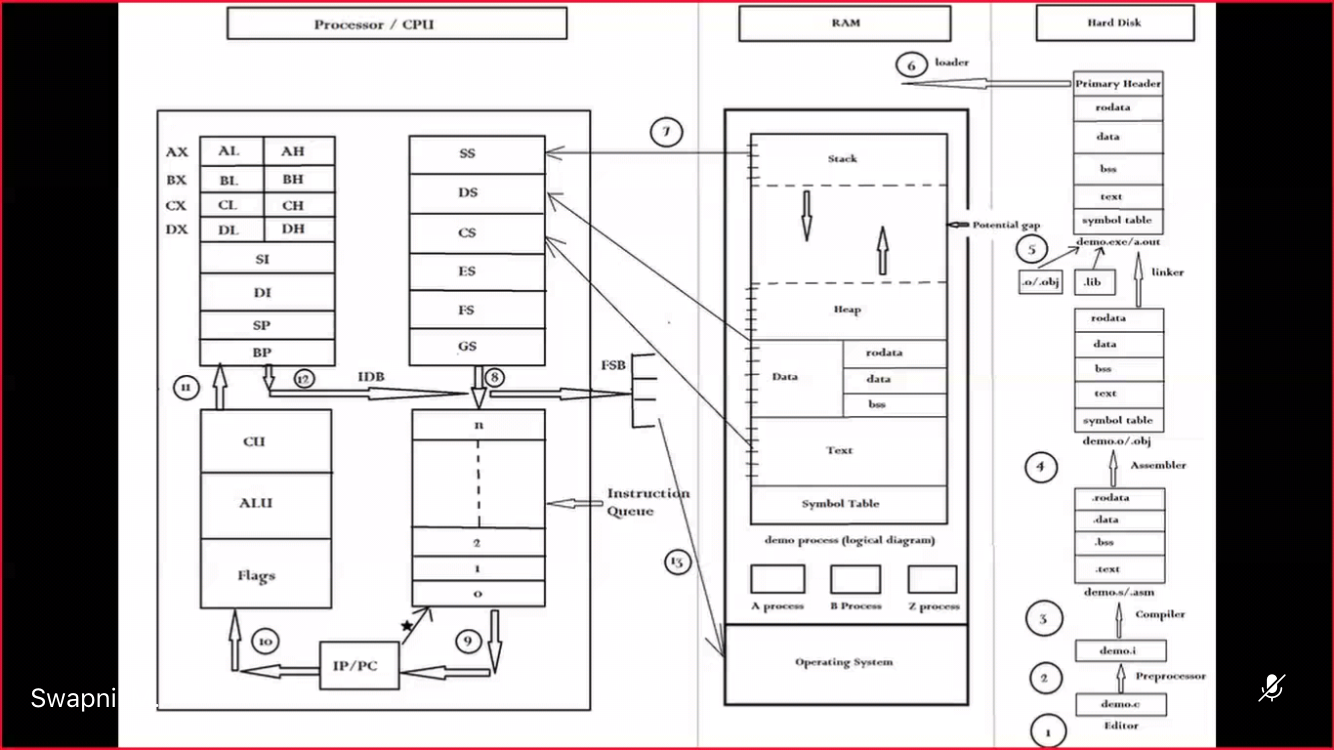 Processor / CPU
RAM
Hard Disk
6
loader
Primary Header
rodata
data
bss
text
symbol table
demo.exe/a.out
5
.o/.obj
.lib
linker
rodata
data
bss
text
symbol table
demo.o/.obj
4
Assembler
.rodata
.data
.bss
.text
demo.s/.asm
3
Compiler
demo.i
2
Preprocessor
demo.c
1
Editor
7
Stack
Potential gap
Heap
Data
rodata
data
bss
Text
Symbol Table
demo process (logical diagram)
A process
B Process
Z process
Operating System
AX
AL
AH
BX
BL
BH
CX
CL
CH
DX
DL
DH
SI
DI
SP
BP
SS
DS
CS
ES
FS
GS
11
12
IDB
8
FSB
CU
ALU
Flags
n
2
1
0
Instruction
Queue
13
10
IP/PC
9
Swapni